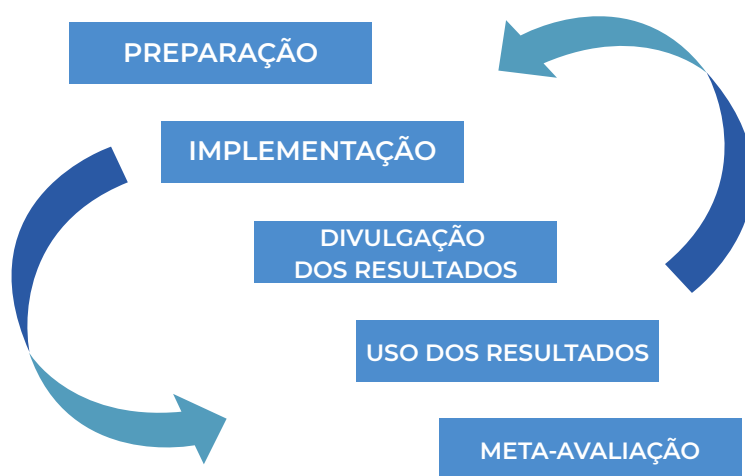 PREPARAÇÃO
IMPLEMENTAÇÃO
DIVULGAÇÃO
DOS RESULTADOS
USO DOS RESULTADOS
META-AVALIAÇÃO